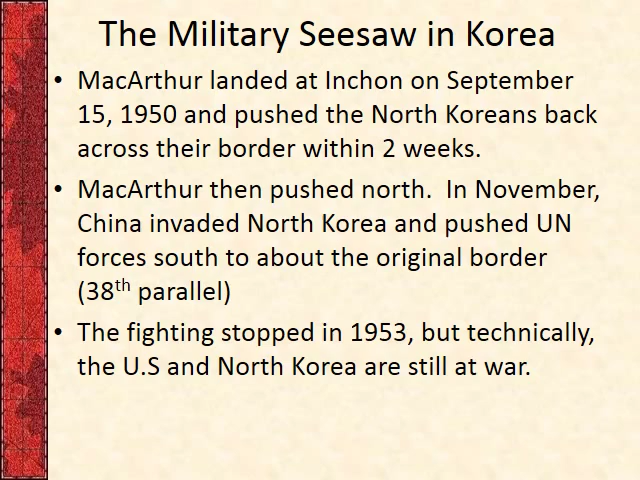 The Military Seesaw in Korea
• MacArthur landed at Inchon on September
15, 1950 and pushed the North Koreans back
across their border within 2 weeks.
• MacArthur then pushed north.  In November,
China invaded North Korea and pushed UN
forces south to about the original border
(38th parallel)
• The fighting stopped in 1953, but technically,
the U.S and North Korea are still at war.